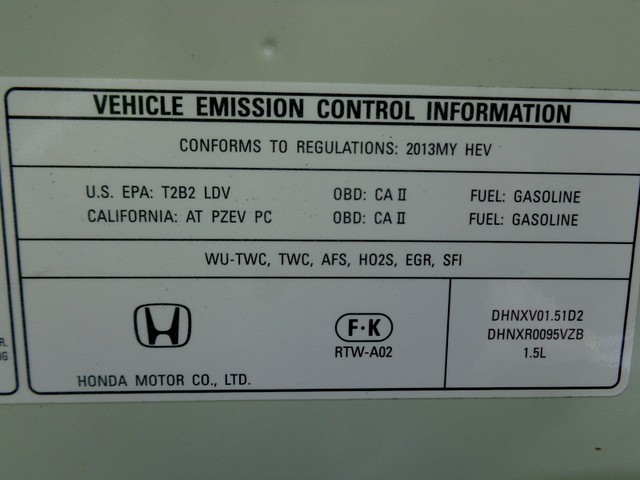 VEHICLE EMISSION CONTROL INFORMATION
CONFORMS TO REGULATIONS: 2013MY HEV
U.S. EPA: T2B2 LDV OBD: CA II FUEL: GASOLINE
CALIFORNIA: AT PZEV PC OBD: CA II FUEL: GASOLINE
WU-TWC, TWC, AFS, HO2S, EGR, SFI
HONDA MOTOR CO., LTD.
F·K
RTW-A02
DHNXV01.51D2
DHNXR0095VZB
1.5L
R.
NG